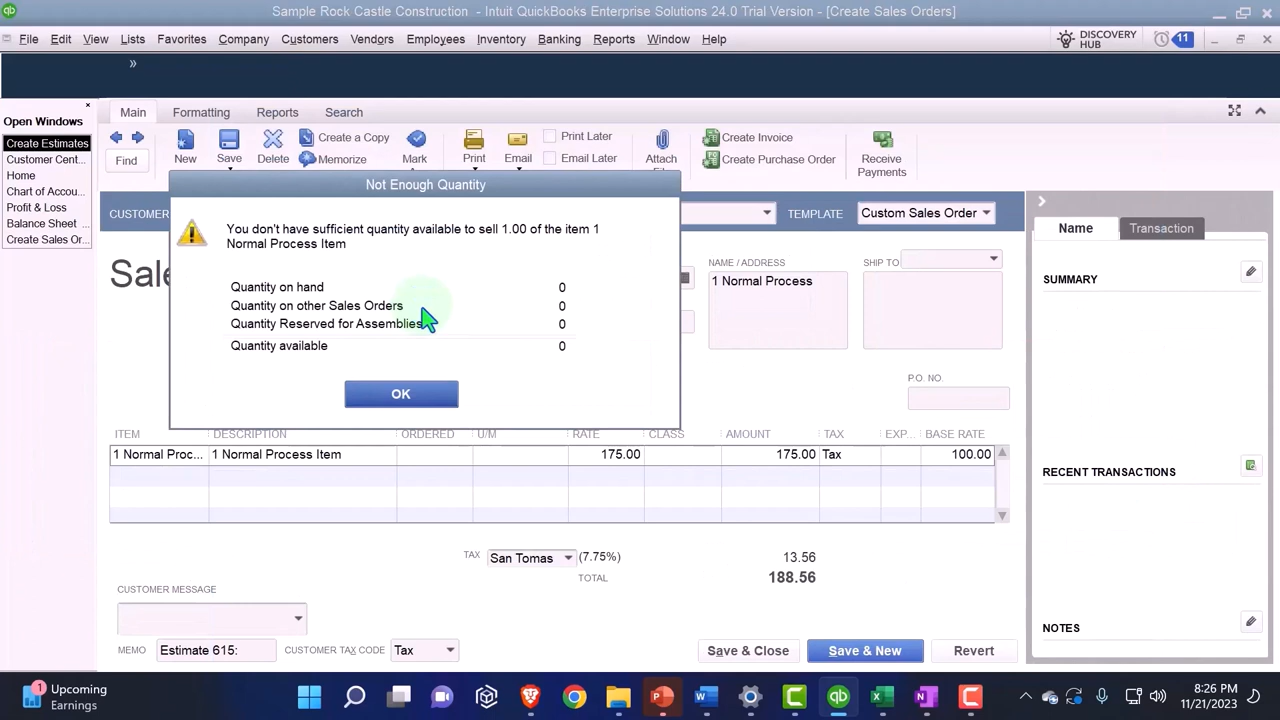 Sample Rock Castle Construction - Intuit QuickBooks Enterprise Solutions 24.0 Trial Version - [Create Sales Orders]
File Edit View Lists Favorites Company Customers Vendors Employees Inventory Banking Reports Window Help
DISCOVERY HUB
11
»
Open Windows
Create Estimates
Customer Cent...
Home
Chart of Accou...
Profit & Loss
Balance Sheet
Create Sales Or...
Main Formatting Reports Search
Find
New
Save
Delete
Create a Copy
Memorize
Mark
Print
Email
Print Later
Email Later
Attach
Create Invoice
Create Purchase Order
Receive Payments
CUSTOMER
TEMPLATE
Custom Sales Order
Sale
NAME / ADDRESS
1 Normal Process
SHIP TO
P.O. NO.
Not Enough Quantity
You don't have sufficient quantity available to sell 1.00 of the item 1
Normal Process Item
Quantity on hand 0
Quantity on other Sales Orders 0
Quantity Reserved for Assemblies 0
Quantity available 0
OK
ITEM DESCRIPTION ORDERED U/M RATE CLASS AMOUNT TAX EXP... BASE RATE
1 Normal Proc... 1 Normal Process Item 175.00 175.00 Tax 100.00
TAX San Tomas (7.75%) 13.56
TOTAL 188.56
CUSTOMER MESSAGE
MEMO Estimate 615: CUSTOMER TAX CODE Tax
Save & Close Save & New Revert
Name Transaction
SUMMARY
RECENT TRANSACTIONS
NOTES
1
Upcoming
Earnings
8:26 PM
11/21/2023